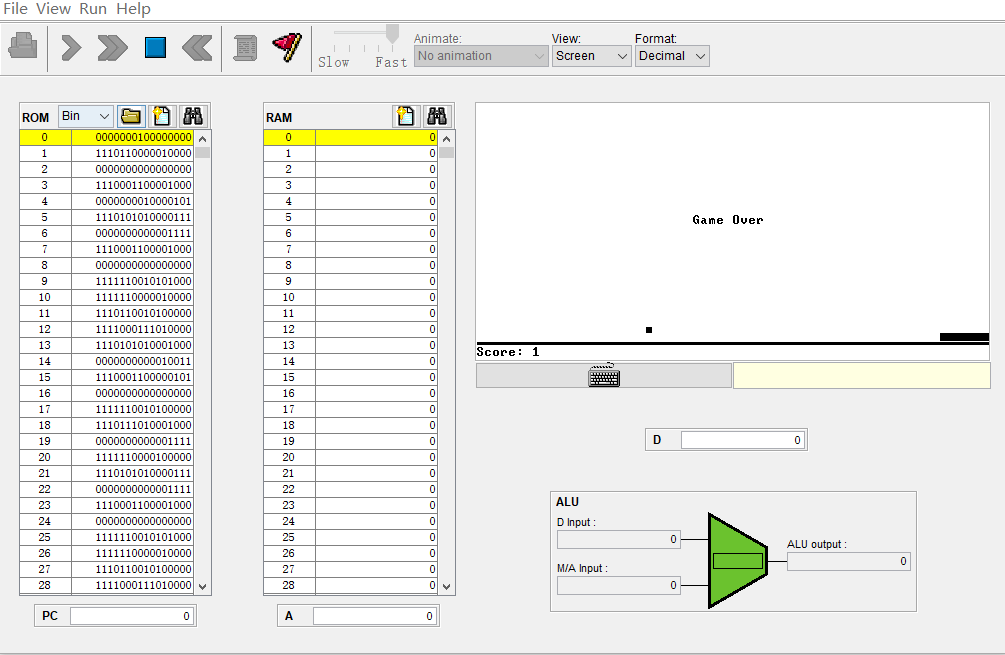 File View Run Help
Animate: View: Format:
Slow Fast No animation Screen Decimal
ROM Bin RAM
0 0000000100000000 0 0
1 1110110000010000 1 0
2 0000000000000000 2 0
3 1110001100001000 3 0
4 0000000010000101 4 0
5 1110101010000111 5 0
6 0000000000001111 6 0
7 1110001100001000 7 0
8 0000000000000000 8 0
9 1111110010101000 9 0
10 1111110000010000 10 0
11 1110110010100000 11 0
12 1111000111010000 12 0
13 1110101010000001 13 0
14 0000000000010011 14 0
15 1110001100000101 15 0
16 0000000000000000 16 0
17 1111110010100000 17 0
18 1110111010001000 18 0
19 0000000000001111 19 0
20 1111110000100000 20 0
21 1110101010000111 21 0
22 0000000000001111 22 0
23 1110001100001000 23 0
24 0000000000000000 24 0
25 1111110010101000 25 0
26 1111110000010000 26 0
27 1110110010100000 27 0
28 1111000111010000 28 0
PC 0 A 0
Game Over
Score: 1
D 0
ALU
D Input :
0
M/A Input :
0
ALU output :
0